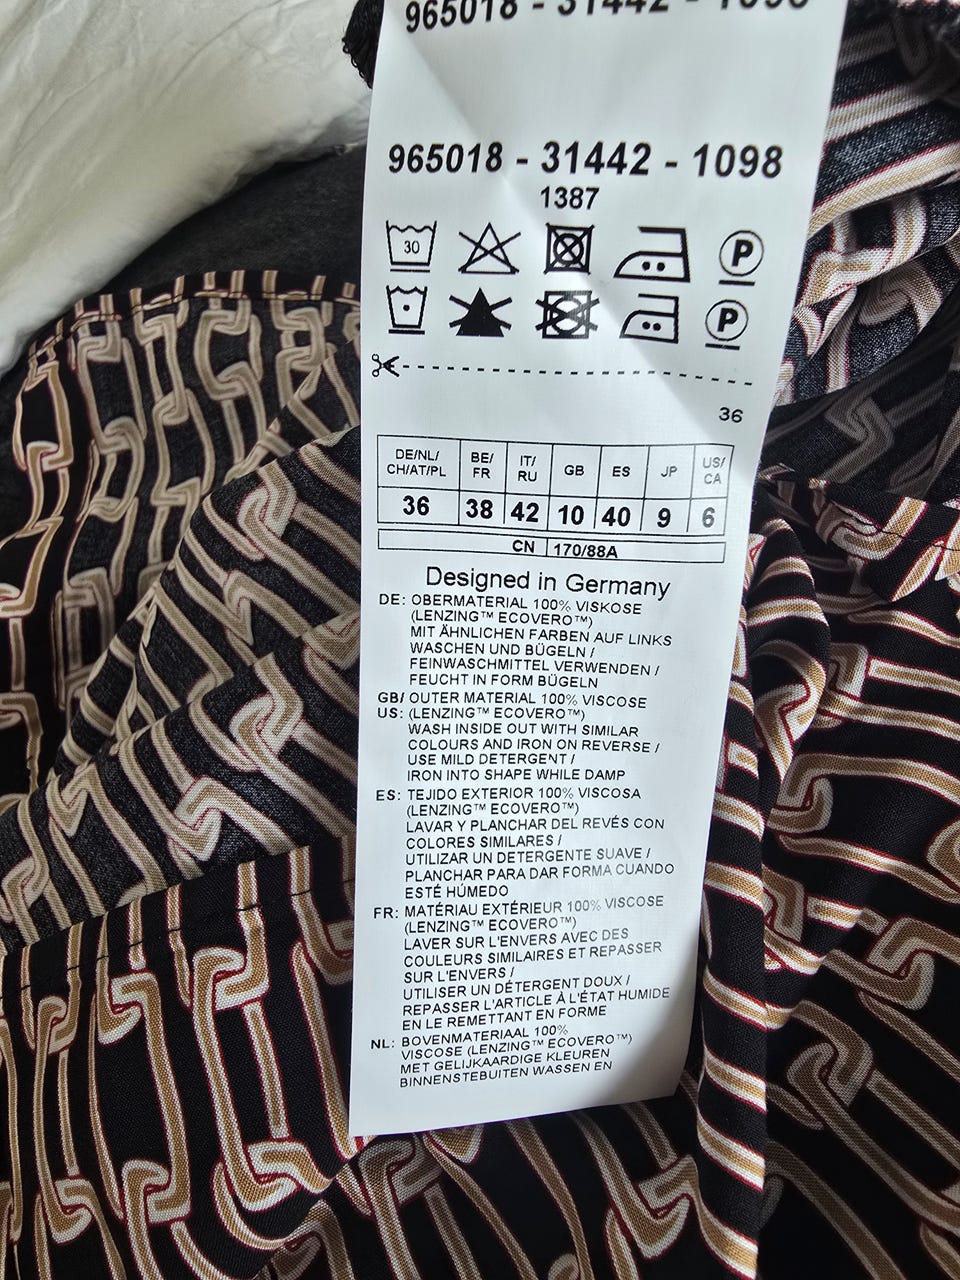 965018 - 31442 - 1098
965018 - 31442 - 1098
1387
30
P
P
36
DE/NL/ CH/AT/PL BE/ FR IT/ RU GB ES JP US/ CA
36 38 42 10 40 9 6
CN 170/88A
Designed in Germany
DE: OBERMATERIAL 100% VISKOSE
(LENZING™ ECOVERO™)
MIT ÄHNLICHEN FARBEN AUF LINKS
WASCHEN UND BÜGELN /
FEINWASCHMITTEL VERWENDEN /
FEUCHT IN FORM BÜGELN
GB/ OUTER MATERIAL 100% VISCOSE
US: (LENZING™ ECOVERO™)
WASH INSIDE OUT WITH SIMILAR
COLOURS AND IRON ON REVERSE /
USE MILD DETERGENT /
IRON INTO SHAPE WHILE DAMP
ES: TEJIDO EXTERIOR 100% VISCOSA
(LENZING™ ECOVERO™)
LAVAR Y PLANCHAR DEL REVÉS CON
COLORES SIMILARES /
UTILIZAR UN DETERGENTE SUAVE /
PLANCHAR PARA DAR FORMA CUANDO
ESTÉ HÚMEDO
FR: MATÉRIAU EXTÉRIEUR 100% VISCOSE
(LENZING™ ECOVERO™)
LAVER SUR L'ENVERS AVEC DES
COULEURS SIMILAIRES ET REPASSER
SUR L'ENVERS /
UTILISER UN DÉTERGENT DOUX /
REPASSER L'ARTICLE À L'ÉTAT HUMIDE
EN LE REMETTANT EN FORME
NL: BOVENMATERIAAL 100%
VISCOSE (LENZING™ ECOVERO™)
MET GELIJKAARDIGE KLEUREN
BINNENSTEBUITEN WASSEN EN